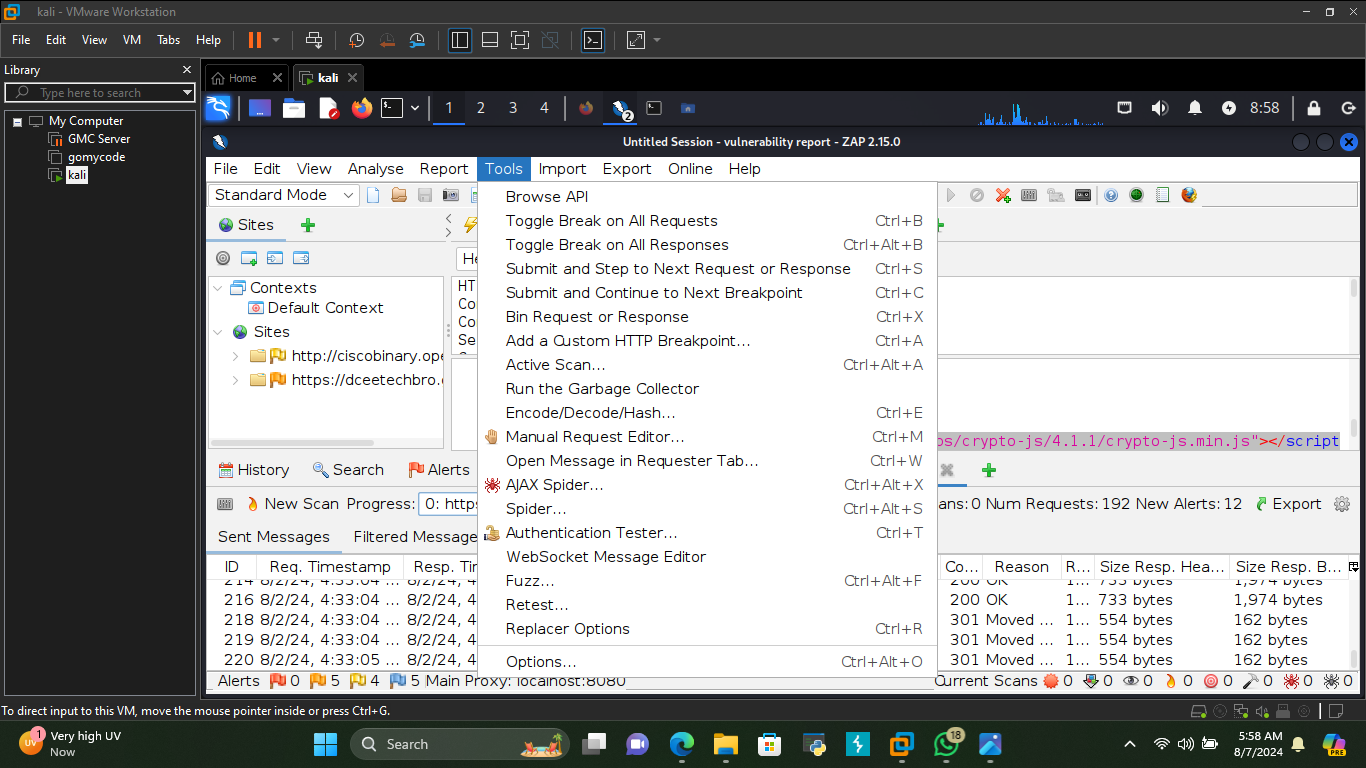 kali - VMware Workstation
File Edit View VM Tabs Help
Library
Type here to search
My Computer
GMC Server
gomycode
kali
Home
kali
1 2 3 4
2
8:58
Untitled Session - vulnerability report - ZAP 2.15.0
File Edit View Analyse Report Tools Import Export Online Help
Standard Mode
Sites
Contexts
Default Context
Sites
http://ciscobinary.ope
https://dceetechbro.
He
HT
Co
Co
Se
Browse API
Toggle Break on All Requests Ctrl+B
Toggle Break on All Responses Ctrl+Alt+B
Submit and Step to Next Request or Response Ctrl+S
Submit and Continue to Next Breakpoint Ctrl+C
Bin Request or Response Ctrl+X
Add a Custom HTTP Breakpoint... Ctrl+A
Active Scan... Ctrl+Alt+A
Run the Garbage Collector
Encode/Decode/Hash... Ctrl+E
Manual Request Editor... Ctrl+M
Open Message in Requester Tab... Ctrl+W
AJAX Spider... Ctrl+Alt+X
Spider... Ctrl+Alt+S
Authentication Tester... Ctrl+T
WebSocket Message Editor
Fuzz... Ctrl+Alt+F
Retest...
Replacer Options Ctrl+R
Options... Ctrl+Alt+O
os/crypto-js/4.1.1/crypto-js.min.js"></script
History Search Alerts
New Scan Progress: 0: https ans: 0 Num Requests: 192 New Alerts: 12 Export
Sent Messages Filtered Message
ID Req. Timestamp Resp. Ti Co... Reason R... Size Resp. Hea... Size Resp. B...
214 8/2/24, 4:33:04 ... 8/2/24, 4 200 OK 1... 733 bytes 1,974 bytes
216 8/2/24, 4:33:04 ... 8/2/24, 4 200 OK 1... 733 bytes 1,974 bytes
218 8/2/24, 4:33:04 ... 8/2/24, 4 301 Moved ... 1... 554 bytes 162 bytes
219 8/2/24, 4:33:04 ... 8/2/24, 4 301 Moved ... 1... 554 bytes 162 bytes
220 8/2/24, 4:33:05 ... 8/2/24, 4 301 Moved ... 1... 554 bytes 162 bytes
Alerts 0 5 4 5 Main Proxy: localhost:8080 Current Scans 0 0 0 0 0 0 0 0
To direct input to this VM, move the mouse pointer inside or press Ctrl+G.
1
Very high UV
Now
Search
18
5:58 AM
8/7/2024
PRE